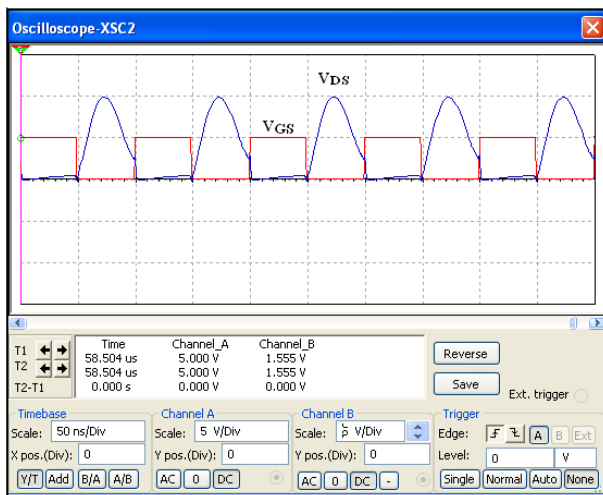 Oscilloscope-XSC2
VDS
VGS
Time Channel_A Channel_B
T1 58.504 us 5.000 V 1.555 V
T2 58.504 us 5.000 V 1.555 V
T2-T1 0.000 s 0.000 V 0.000 V
Reverse
Save
Ext. trigger
Timebase
Scale: 50 ns/Div
X pos.(Div): 0
Y/T Add B/A A/B
Channel A
Scale: 5 V/Div
Y pos.(Div): 0
AC 0 DC
Channel B
Scale: V/Div
Y pos.(Div): 0
AC 0 DC -
Trigger
Edge: A B Ext
Level: 0 V
Single Normal Auto None